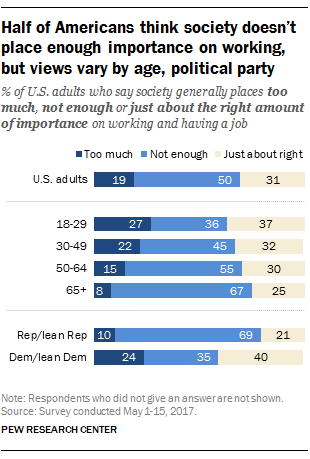 Half of Americans think society doesn't
place enough importance on working,
but views vary by age, political party
% of U.S. adults who say society generally places too
much, not enough or just about the right amount
of importance on working and having a job
Too much Not enough Just about right
U.S. adults 19 50 31
18-29 27 36 37
30-49 22 45 32
50-64 15 55 30
65+ 8 67 25
Rep/lean Rep 10 69 21
Dem/lean Dem 24 35 40
Note: Respondents who did not give an answer are not shown.
Source: Survey conducted May 1-15, 2017.
PEW RESEARCH CENTER